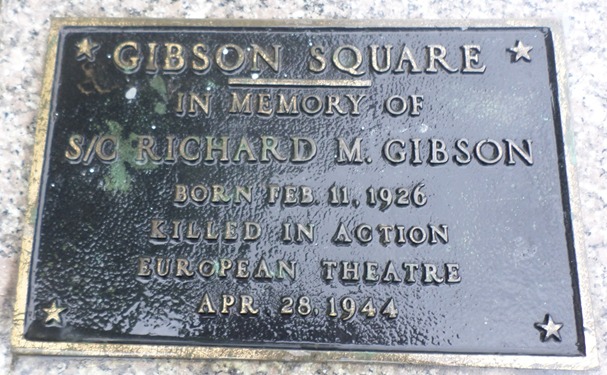 GIBSON SQUARE
IN MEMORY OF
S/C RICHARD M. GIBSON
BORN FEB. 11, 1926
KILLED IN ACTION
EUROPEAN THEATRE
APR. 28, 1944